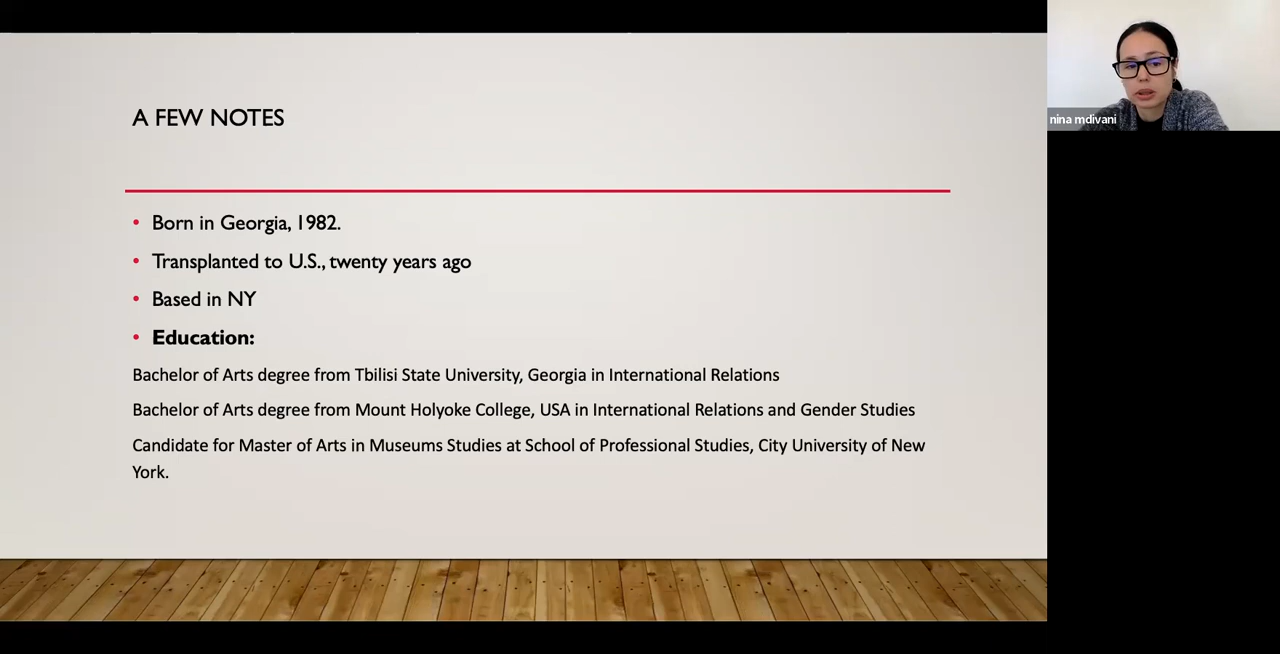 A FEW NOTES
nina mdivani
• Born in Georgia, 1982.
• Transplanted to U.S., twenty years ago
• Based in NY
• Education:
Bachelor of Arts degree from Tbilisi State University, Georgia in International Relations
Bachelor of Arts degree from Mount Holyoke College, USA in International Relations and Gender Studies
Candidate for Master of Arts in Museums Studies at School of Professional Studies, City University of New
York.